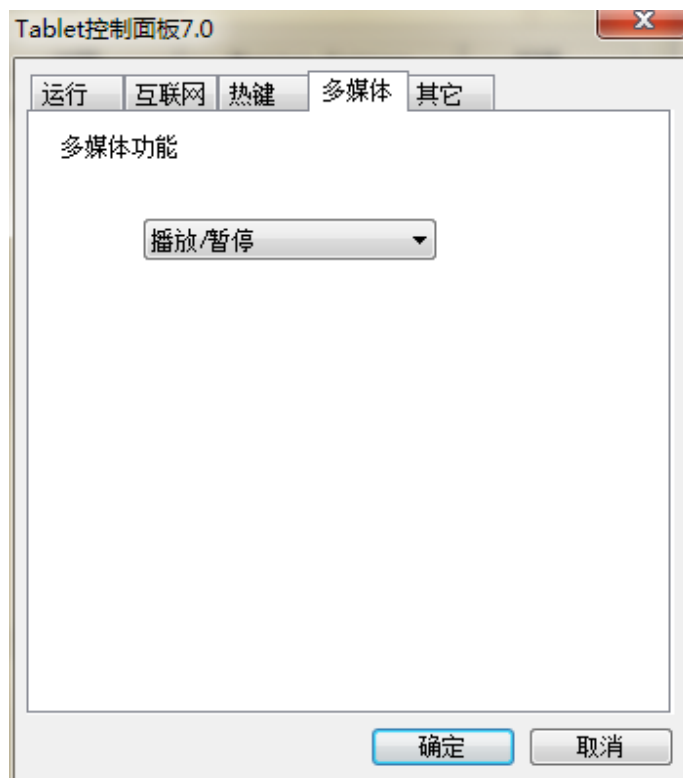 Tablet控制面板7.0
运行 互联网 热键 多媒体 其它
多媒体功能
播放/暂停
确定 取消